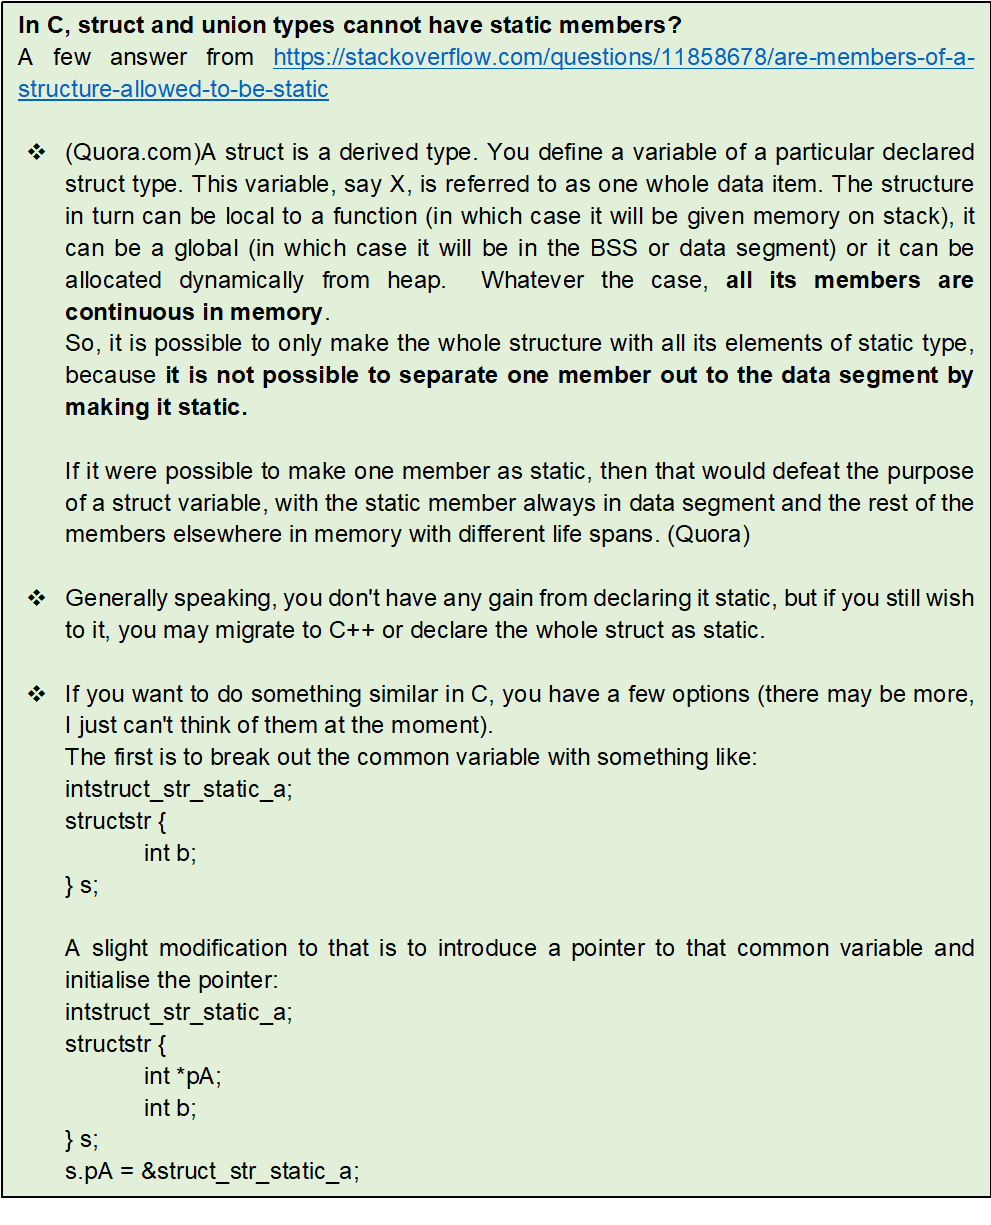 In C, struct and union types cannot have static members?
A few answer from https://stackoverflow.com/questions/11858678/are-members-of-a-
structure-allowed-to-be-static
❖ (Quora.com)A struct is a derived type. You define a variable of a particular declared
struct type. This variable, say X, is referred to as one whole data item. The structure
in turn can be local to a function (in which case it will be given memory on stack), it
can be a global (in which case it will be in the BSS or data segment) or it can be
allocated dynamically from heap. Whatever the case, all its members are
continuous in memory.
So, it is possible to only make the whole structure with all its elements of static type,
because it is not possible to separate one member out to the data segment by
making it static.
If it were possible to make one member as static, then that would defeat the purpose
of a struct variable, with the static member always in data segment and the rest of the
members elsewhere in memory with different life spans. (Quora)
❖ Generally speaking, you don't have any gain from declaring it static, but if you still wish
to it, you may migrate to C++ or declare the whole struct as static.
❖ If you want to do something similar in C, you have a few options (there may be more,
I just can't think of them at the moment).
The first is to break out the common variable with something like:
intstruct_str_static_a;
structstr {
int b;
} s;
A slight modification to that is to introduce a pointer to that common variable and
initialise the pointer:
intstruct_str_static_a;
structstr {
int *pA;
int b;
} s;
s.pA = &struct_str_static_a;